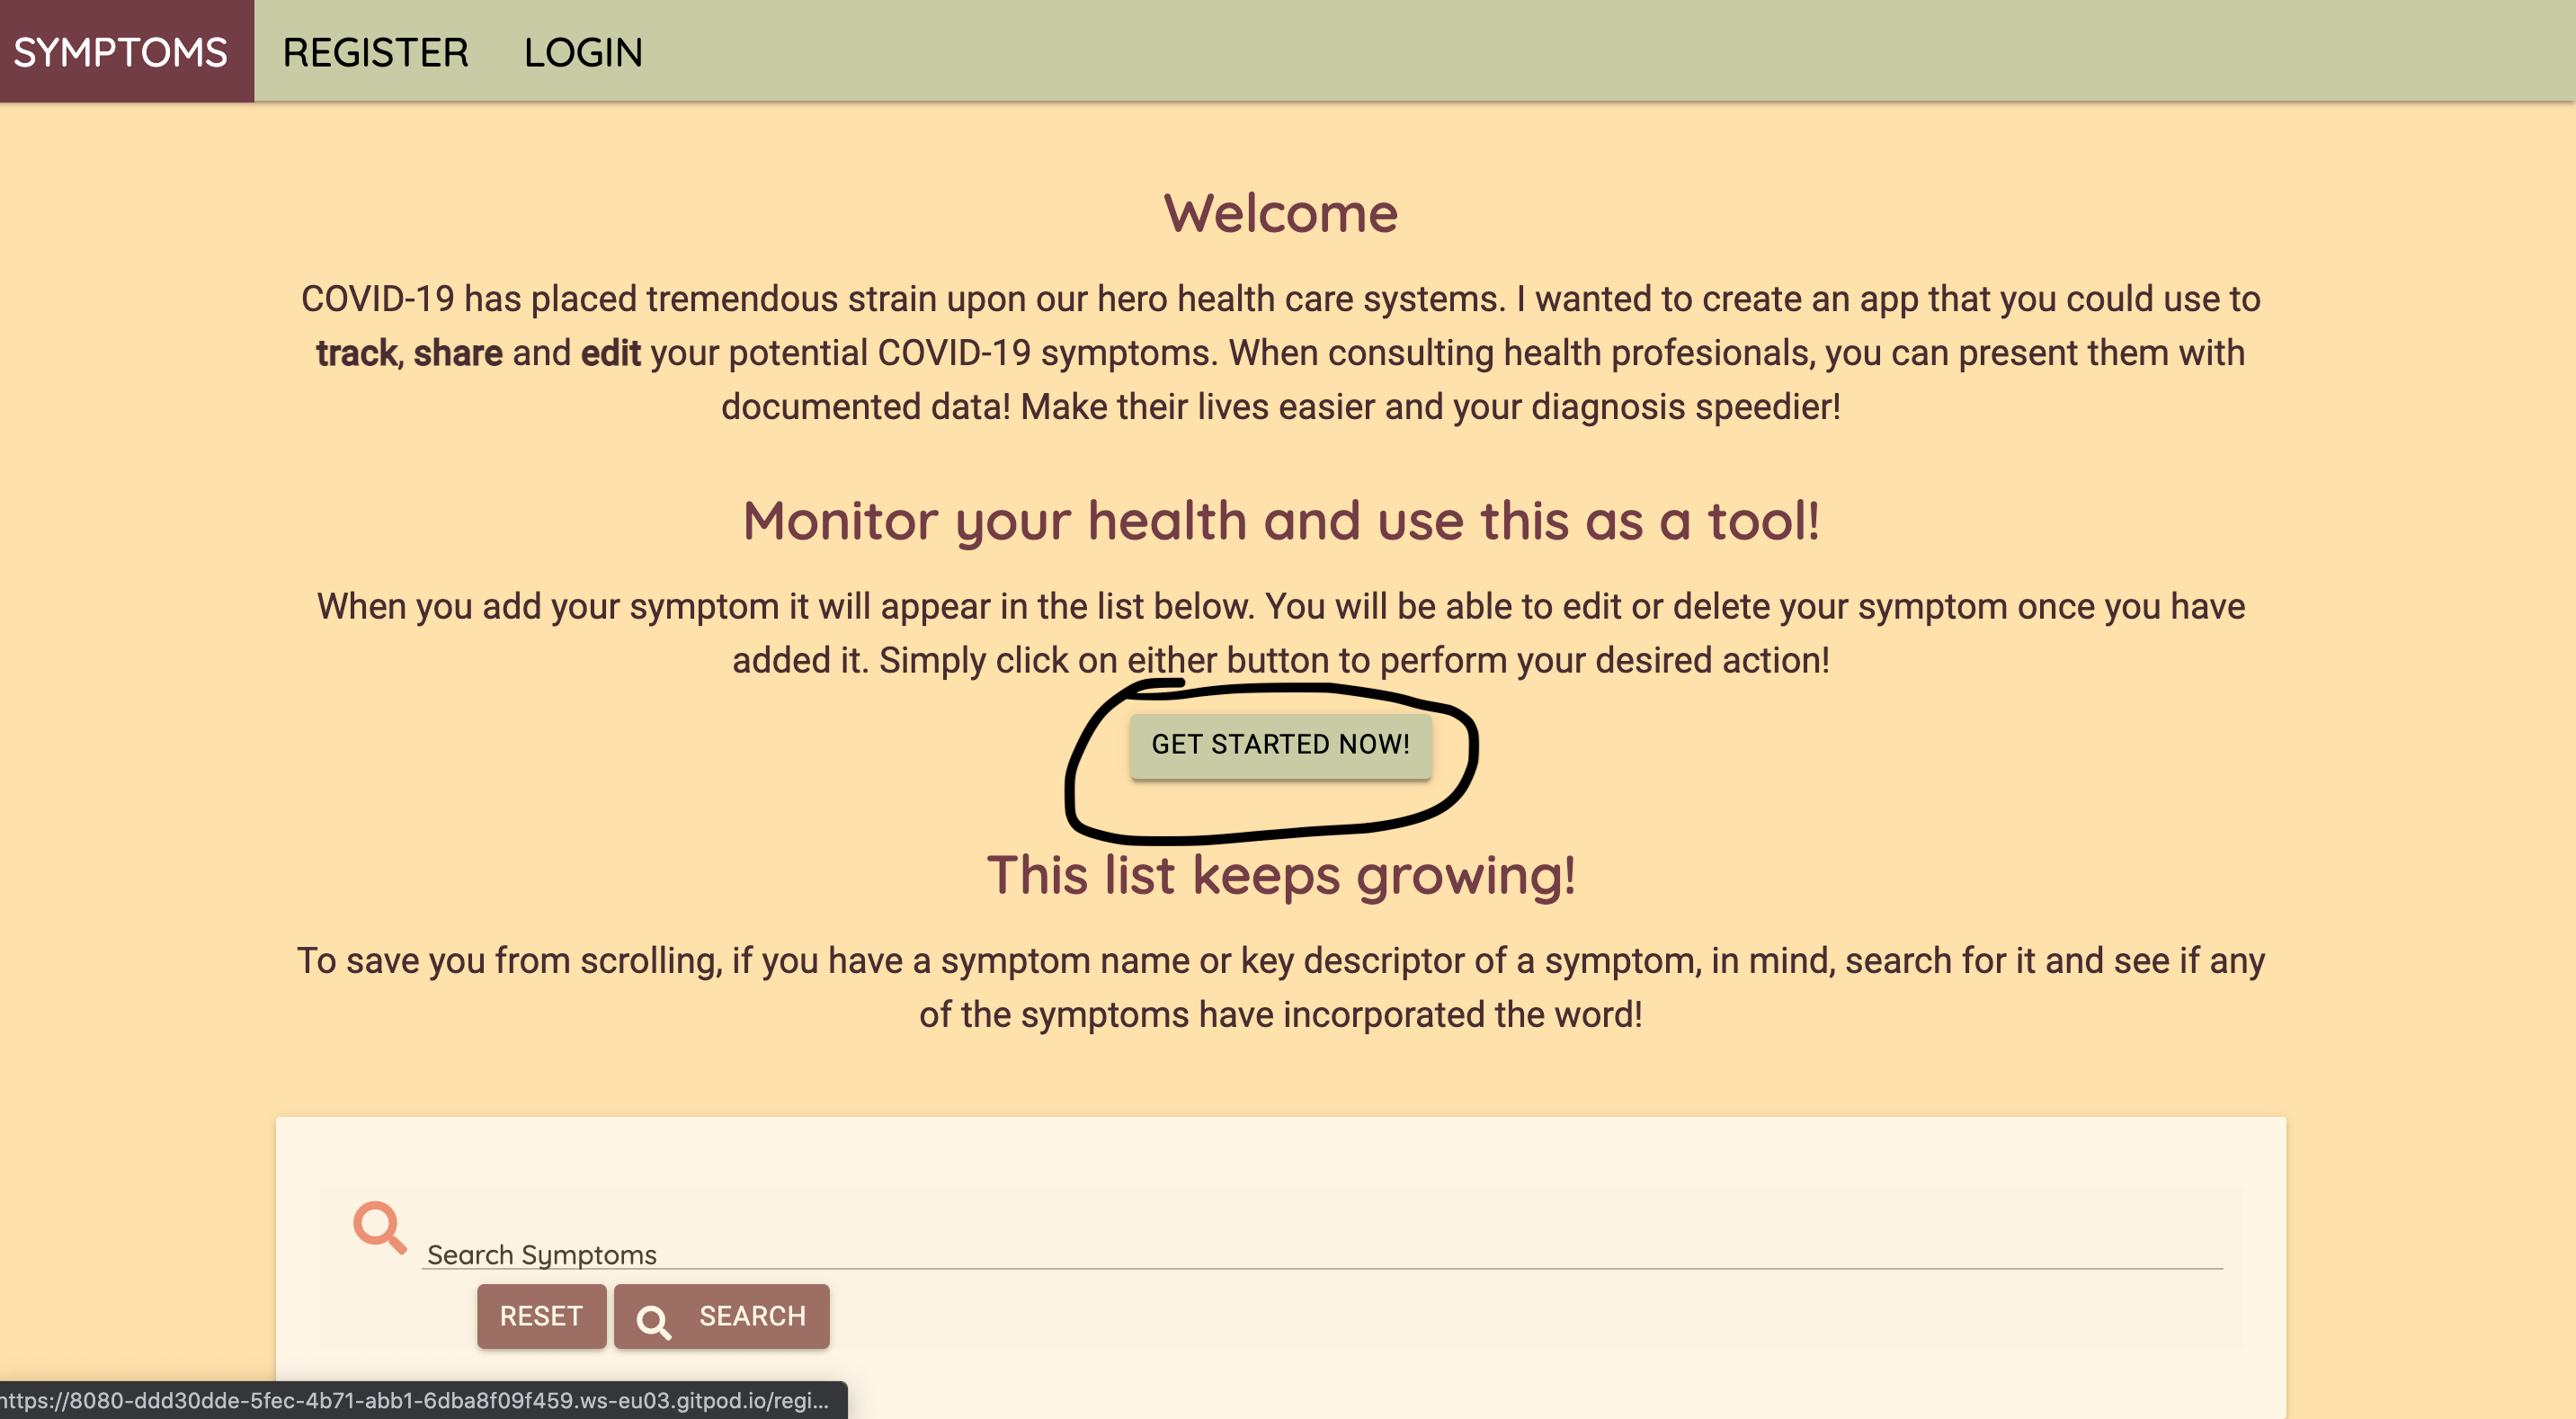 SYMPTOMS REGISTER LOGIN
Welcome
COVID-19 has placed tremendous strain upon our hero health care systems. I wanted to create an app that you could use to
track, share and edit your potential COVID-19 symptoms. When consulting health profesionals, you can present them with
documented data! Make their lives easier and your diagnosis speedier!
Monitor your health and use this as a tool!
When you add your symptom it will appear in the list below. You will be able to edit or delete your symptom once you have
added it. Simply click on either button to perform your desired action!
GET STARTED NOW!
This list keeps growing!
To save you from scrolling, if you have a symptom name or key descriptor of a symptom, in mind, search for it and see if any
of the symptoms have incorporated the word!
Search Symptoms
RESET SEARCH
https://8080-ddd30dde-5fec-4b71-abb1-6dba8f09f459.ws-eu03.gitpod.io/regi...